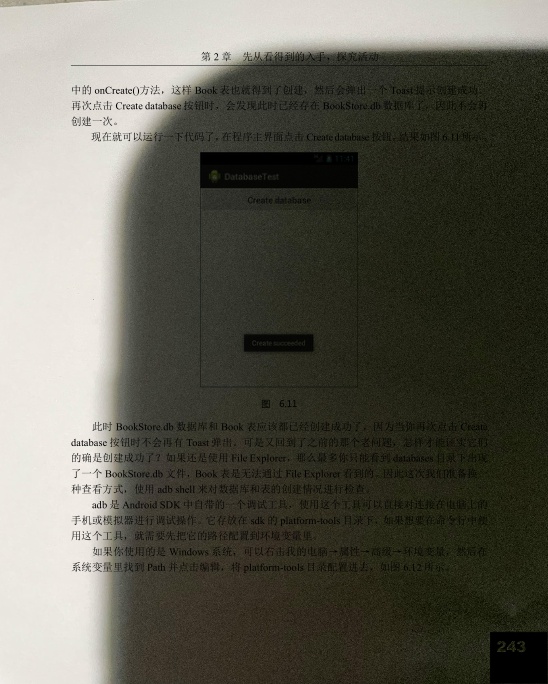 第 2 章 先从看得到的入手，探究活动
中的 onCreate()方法，这样 Book 表也就得到了创建，然后会弹出一个 Toast 提示创建成功。
再次点击 Create database 按钮时，会发现此时已经存在 BookStore.db 数据库了，因此不会再
创建一次。
现在就可以运行一下代码了，在程序主界面点击 Create database 按钮，结果如图 6.11 所示。
DatabaseTest
Create database
Create succeeded
图 6.11
此时 BookStore.db 数据库和 Book 表应该都已经创建成功了，因为当你再次点击 Create
database 按钮时不会再有 Toast 弹出。可是又回到了之前的那个老问题，怎样才能证实它们
的确是创建成功了？如果还是使用 File Explorer，那么最多你只能看到 databases 目录下出现
了一个 BookStore.db 文件，Book 表是无法通过 File Explorer 看到的。因此这次我们准备换一
种查看方式，使用 adb shell 来对数据库和表的创建情况进行检查。
adb 是 Android SDK 中自带的一个调试工具，使用这个工具可以直接对连接在电脑上的
手机或模拟器进行调试操作。它存放在 sdk 的 platform-tools 目录下，如果想要在命令行中使
用这个工具，就需要先把它的路径配置到环境变量里。
如果你使用的是 Windows 系统，可以右击我的电脑→属性→高级→环境变量，然后在
系统变量里找到 Path 并点击编辑，将 platform-tools 目录配置进去，如图 6.12 所示。
243